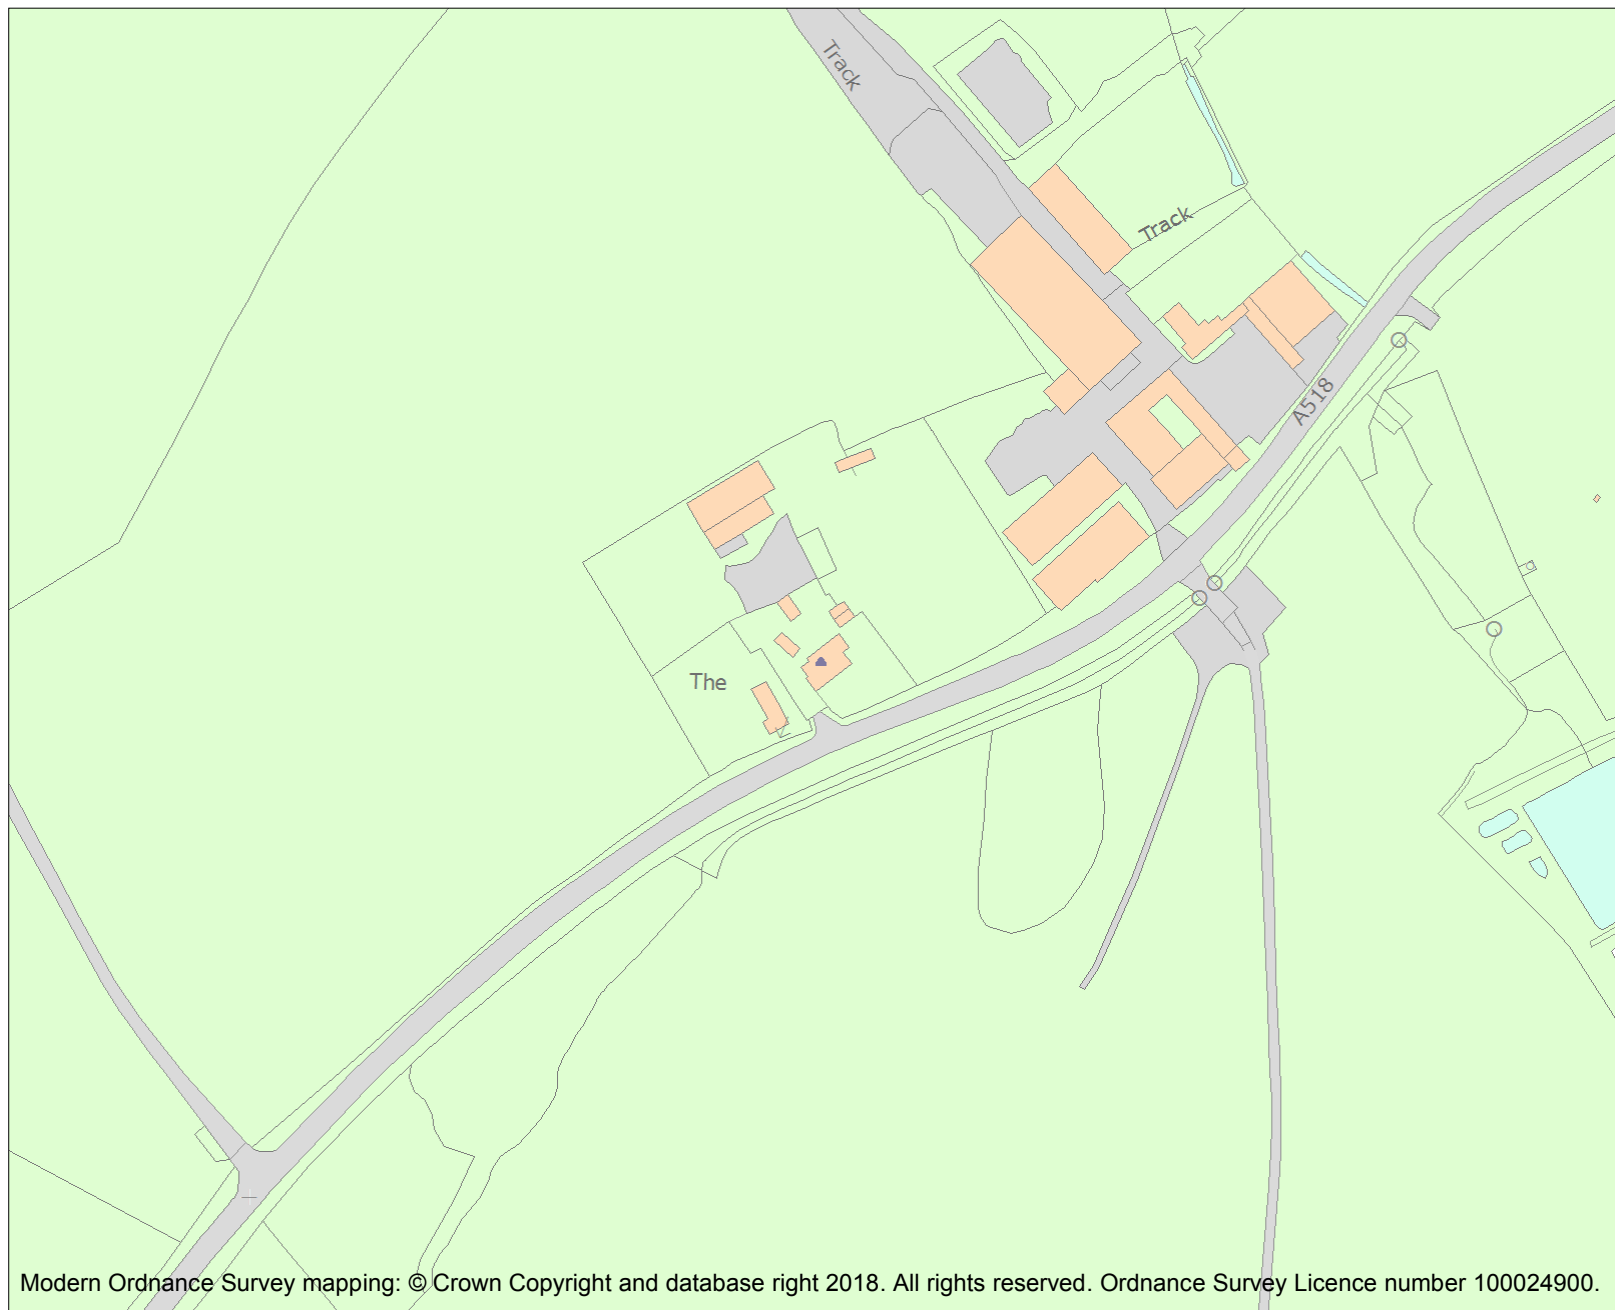 Track
Track
A518
The
Modern Ordnance Survey mapping: © Crown Copyright and database right 2018. All rights reserved. Ordnance Survey Licence number 100024900.